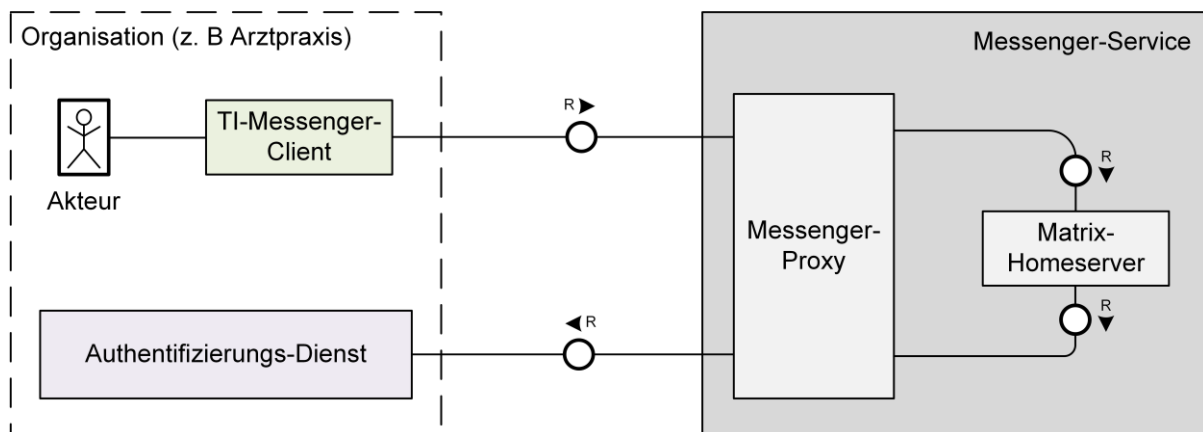 Organisation (z. B Arztpraxis)
Messenger-Service
TI-Messenger-
Client
Akteur
R
R
Messenger-
Proxy
Matrix-
Homeserver
R
R
Authentifizierungs-Dienst